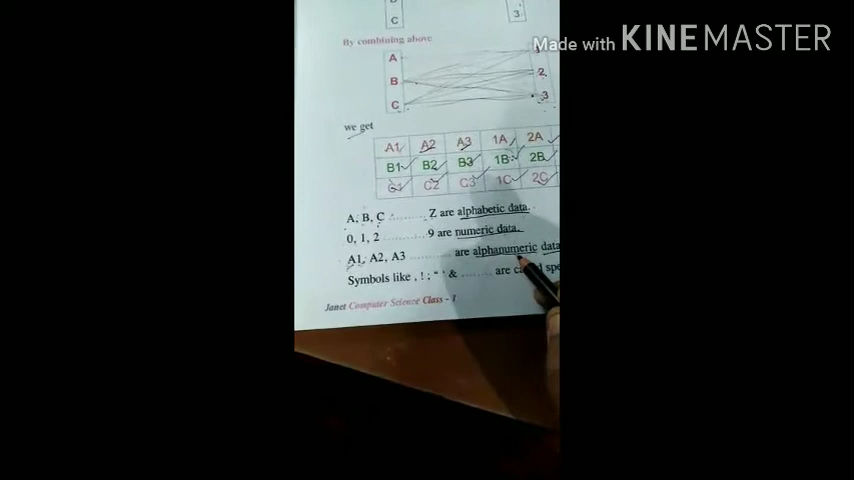 C
3
By combining above
Made with KINEMASTER
A
B 2
C 3
we get
A1 A2 A3 1A 2A
B1 B2 B3 1B 2B
C1 C2 C3 1C 2C
A, B, C ......... Z are alphabetic data.
0, 1, 2 ............ 9 are numeric data.
A1, A2, A3 ............ are alphanumeric data
Symbols like , ! ; " ' & ......... are
Janet Computer Science Class - 1